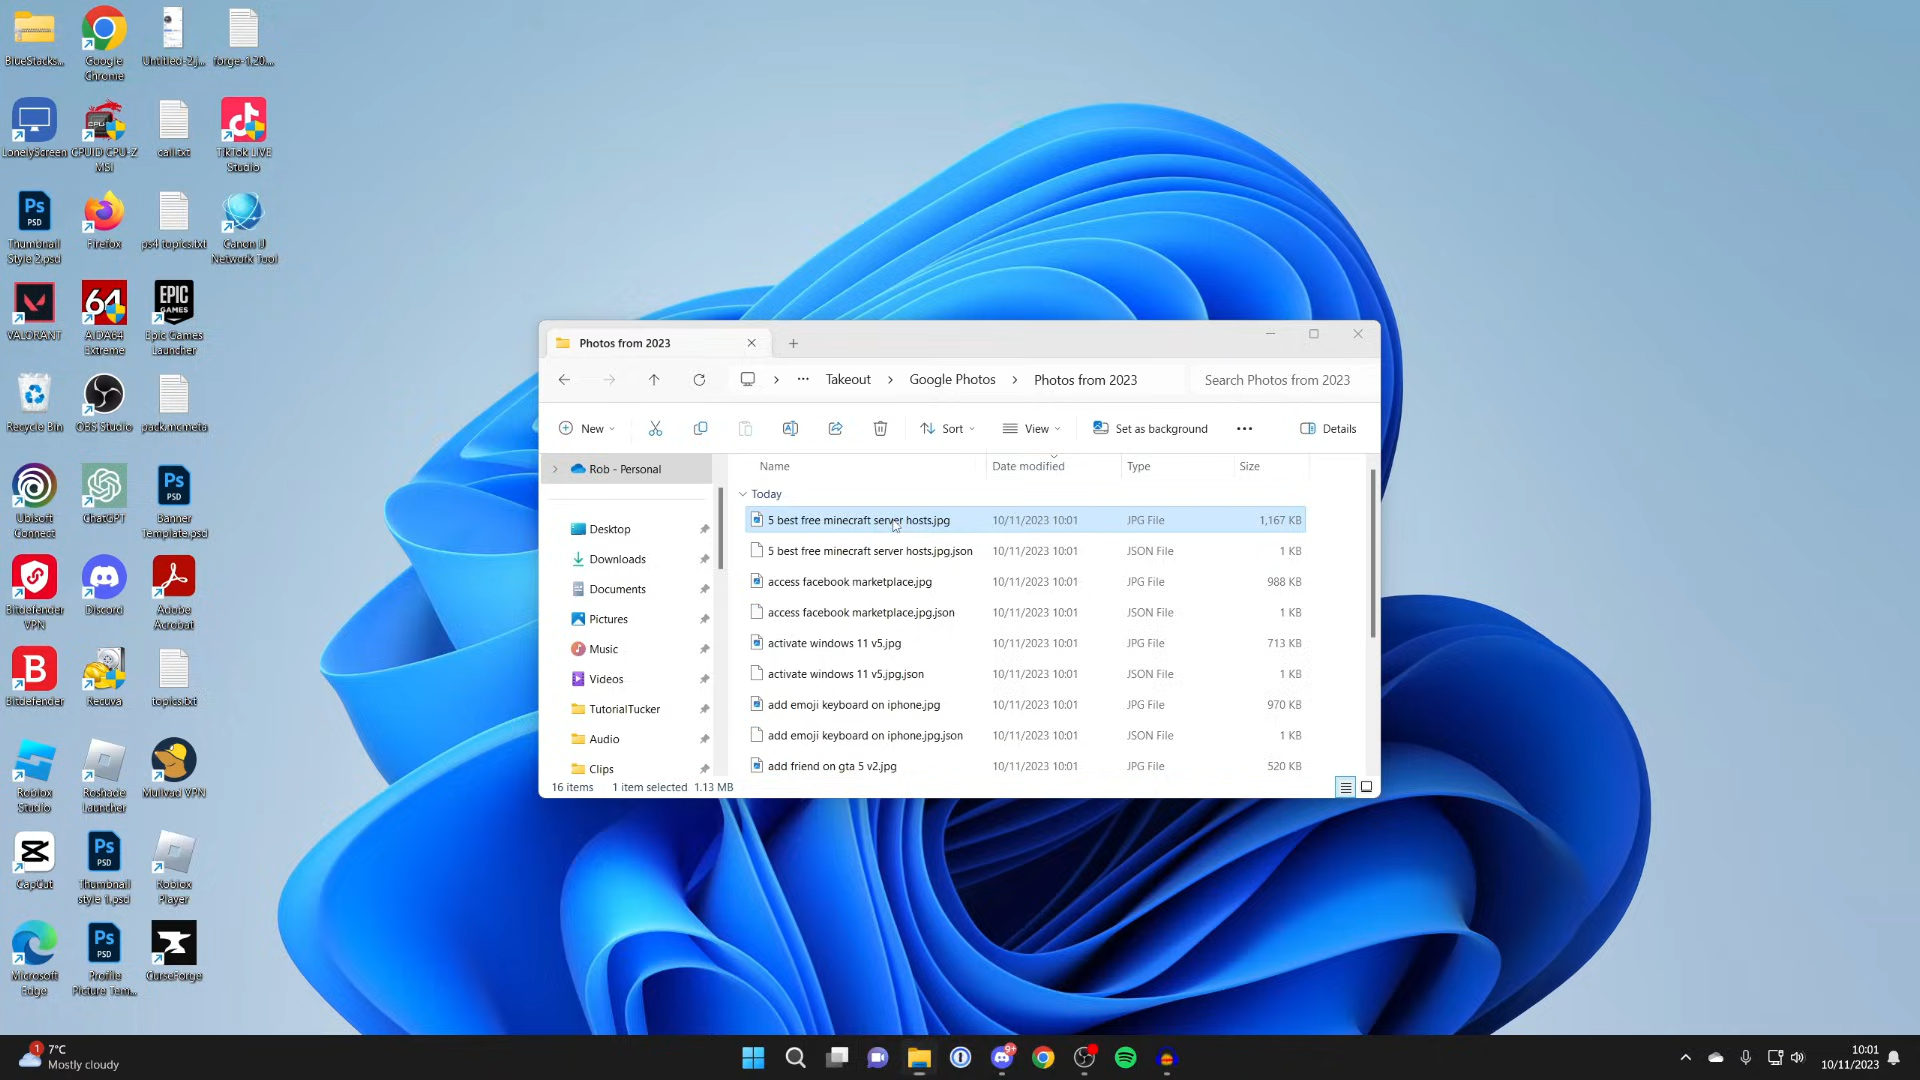 BlueStacks...
Google
Chrome
Untitled-2.j...
forge-1.20....
LonelyScreen
CPUID CPU-Z
MSI
call.txt
TikTok LIVE
Studio
Thumbnail
Style 2.psd
Firefox
ps4 topics.txt
Canon IJ
Network Tool
VALORANT
AIDA64
Extreme
EPIC
GAMES
Epic Games
Launcher
Recycle Bin
OBS Studio
pack.mcmeta
Ubisoft
Connect
ChatGPT
Banner
Template.psd
Bitdefender
VPN
Discord
Adobe
Acrobat
Bitdefender
Recuva
topics.txt
Roblox
Studio
Roshade
Launcher
Mullvad VPN
CapCut
Thumbnail
style 1.psd
Roblox
Player
Microsoft
Edge
Profile
Picture Tem...
CurseForge
Photos from 2023
Takeout > Google Photos > Photos from 2023
Search Photos from 2023
New
Sort
View
Set as background
Details
Rob - Personal
Desktop
Downloads
Documents
Pictures
Music
Videos
TutorialTucker
Audio
Clips
Name Date modified Type Size
Today
5 best free minecraft server hosts.jpg 10/11/2023 10:01 JPG File 1,167 KB
5 best free minecraft server hosts.jpg.json 10/11/2023 10:01 JSON File 1 KB
access facebook marketplace.jpg 10/11/2023 10:01 JPG File 988 KB
access facebook marketplace.jpg.json 10/11/2023 10:01 JSON File 1 KB
activate windows 11 v5.jpg 10/11/2023 10:01 JPG File 713 KB
activate windows 11 v5.jpg.json 10/11/2023 10:01 JSON File 1 KB
add emoji keyboard on iphone.jpg 10/11/2023 10:01 JPG File 970 KB
add emoji keyboard on iphone.jpg.json 10/11/2023 10:01 JSON File 1 KB
add friend on gta 5 v2.jpg 10/11/2023 10:01 JPG File 520 KB
16 items 1 item selected 1.13 MB
1
7°C
Mostly cloudy
9+
10:01
10/11/2023